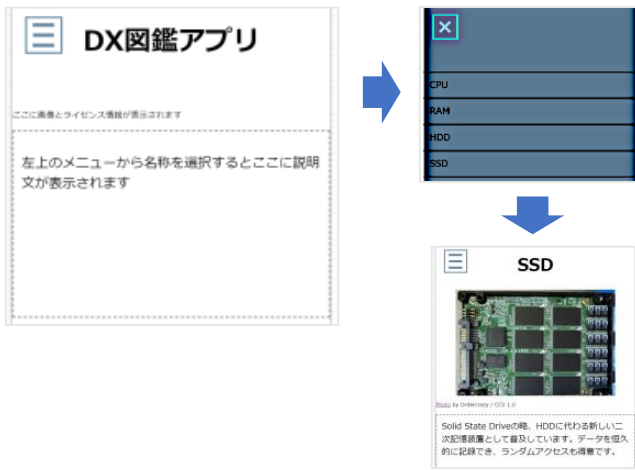 DX図鑑アプリ
ここに画像とライセンス情報が表示されます
左上のメニューから名称を選択するとここに説明
文が表示されます
CPU
RAM
HDD
SSD
SSD
Photo by Ordercrazy / CC0 1.0
Solid State Driveの略、HDDに代わる新しい二
次記憶装置として普及しています。データを恒久
的に記録でき、ランダムアクセスも得意です。